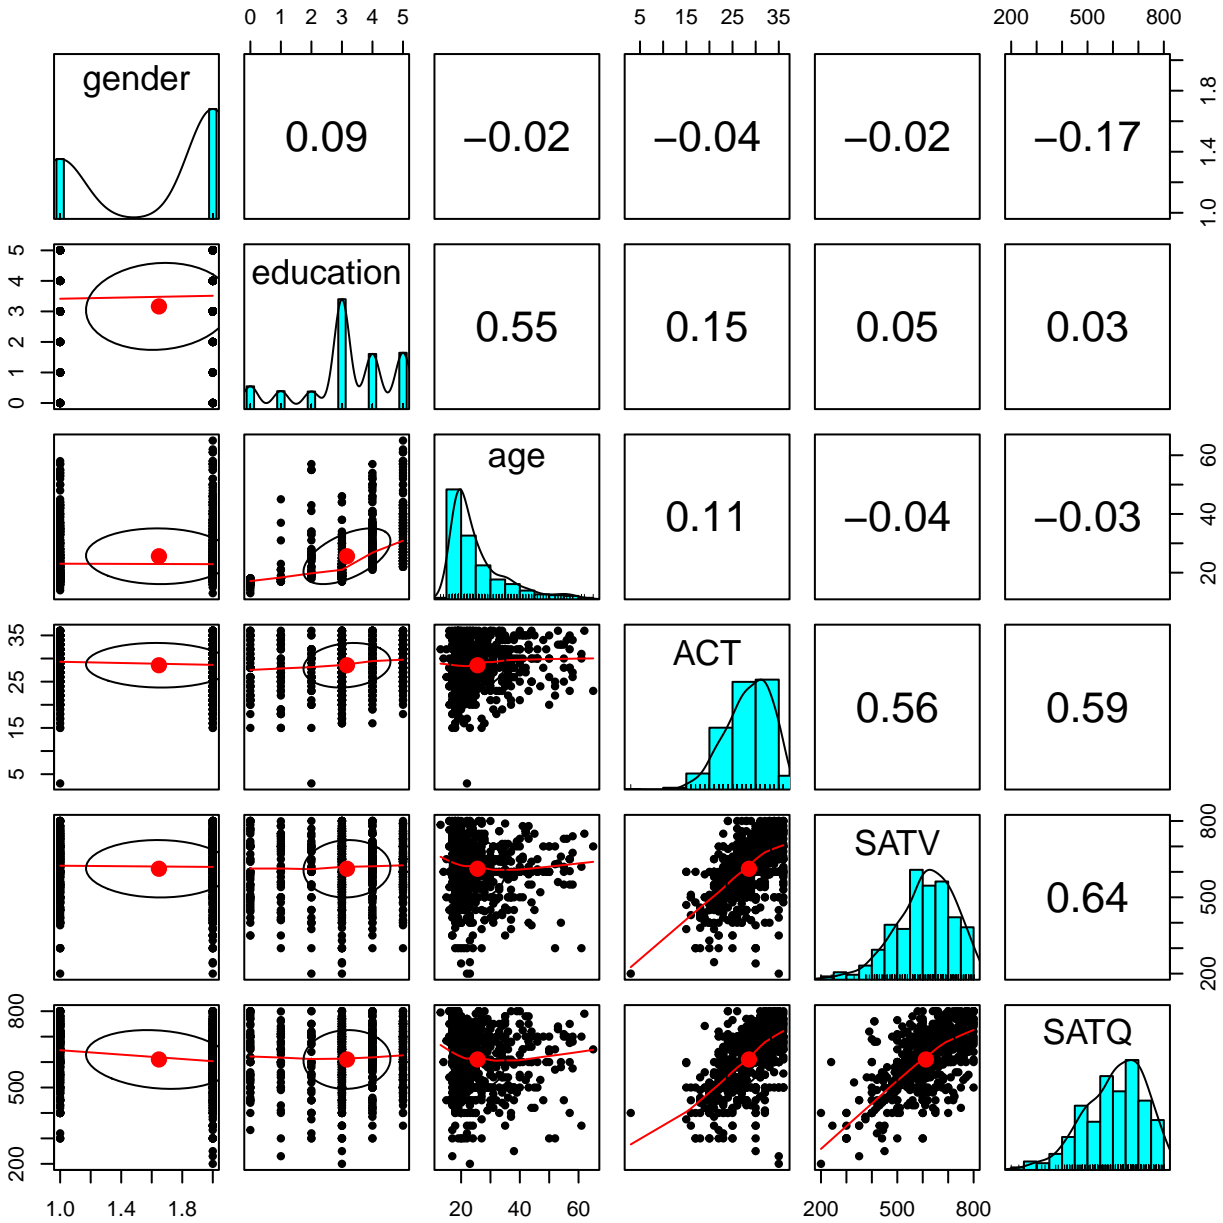 0 1 2 3 4 5 5 15 25 35 200 500 800
gender 0.09 −0.02 −0.04 −0.02 −0.17 1.0 1.4 1.8
0 1 2 3 4 5 education 0.55 0.15 0.05 0.03
age 0.11 −0.04 −0.03 20 40 60
5 15 25 35 ACT 0.56 0.59
SATV 0.64 200 500 800
200 500 800 SATQ
1.0 1.4 1.8 20 40 60 200 500 800